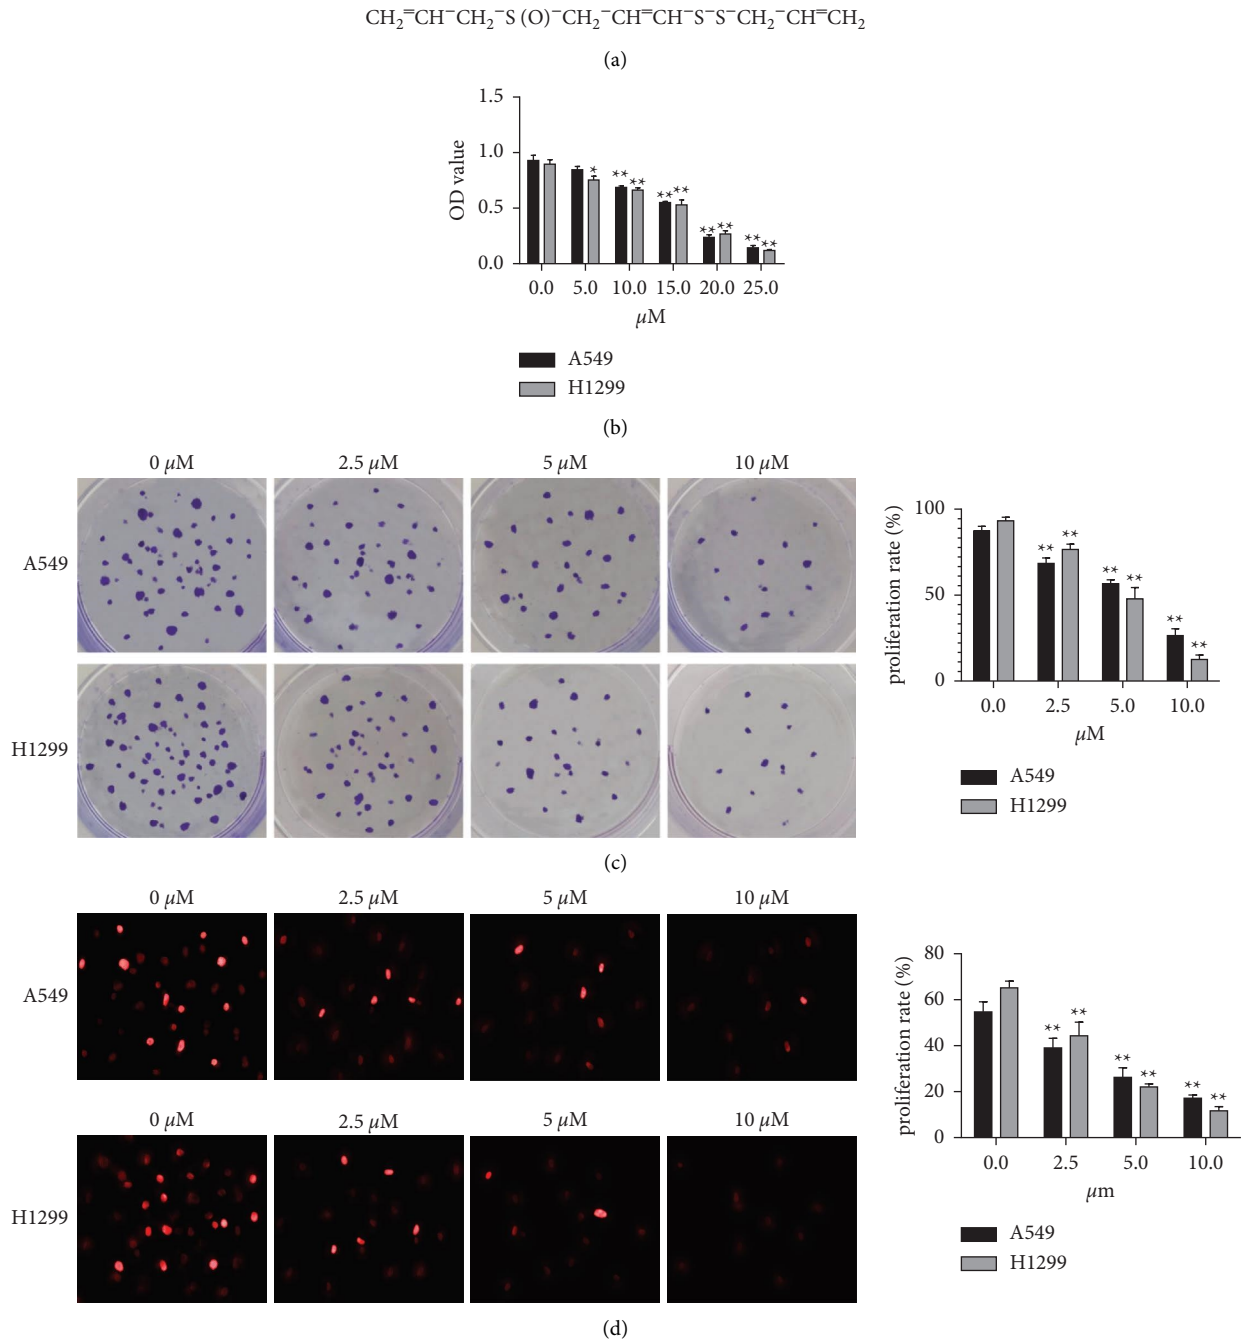 CH₂=CH–CH₂–S (O)–CH₂–CH=CH–S–S–CH₂–CH=CH₂
(a)
1.5
1.0
0.5
0.0
OD value
*
** **
** **
** **
** **
0.0 5.0 10.0 15.0 20.0 25.0
µM
A549
H1299
(b)
0 µM 2.5 µM 5 µM 10 µM
A549
H1299
100
50
0
proliferation rate (%)
** **
** **
** **
0.0 2.5 5.0 10.0
µM
A549
H1299
(c)
0 µM 2.5 µM 5 µM 10 µM
A549
0 µM 2.5 µM 5 µM 10 µM
H1299
80
60
40
20
0
proliferation rate (%)
** **
** **
** **
0.0 2.5 5.0 10.0
µm
A549
H1299
(d)